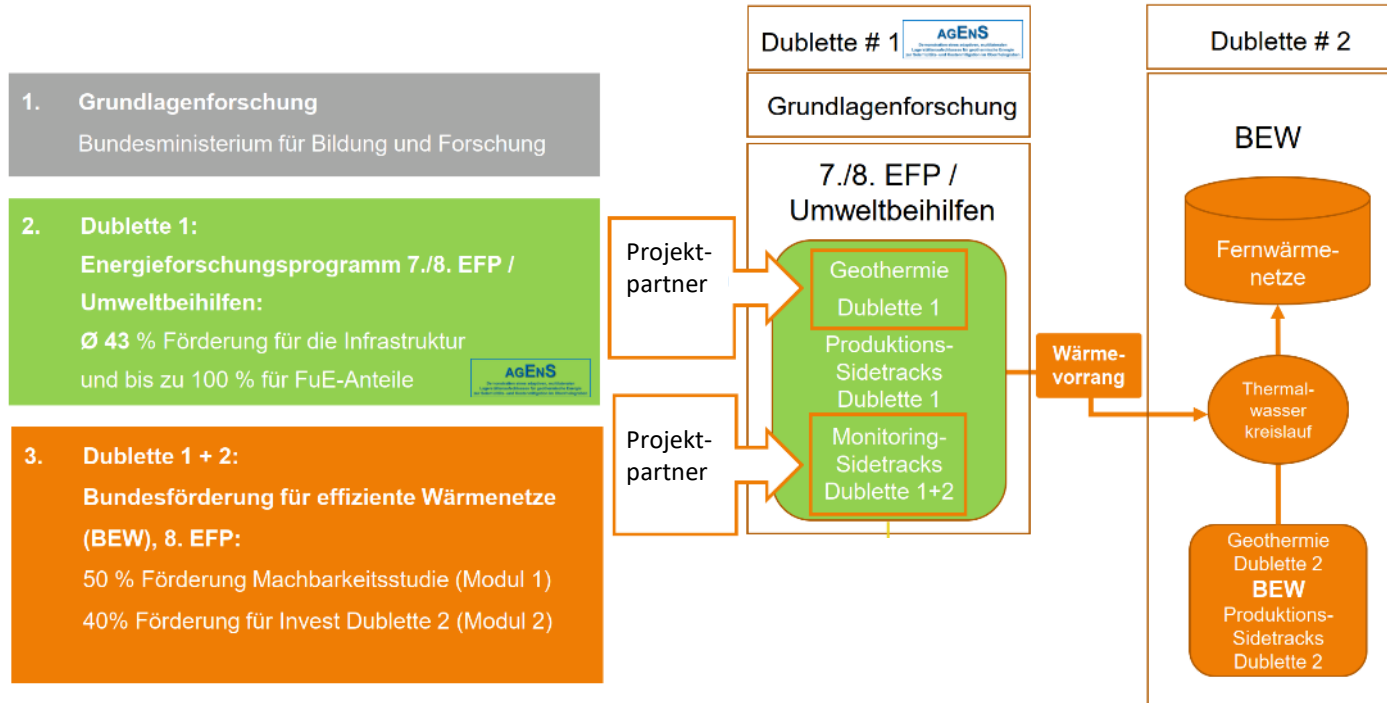 1. Grundlagenforschung
Bundesministerium für Bildung und Forschung
2. Dublette 1:
Energieforschungsprogramm 7./8. EFP /
Umweltbeihilfen:
Ø 43 % Förderung für die Infrastruktur
und bis zu 100 % für FuE-Anteile
AGENS
3. Dublette 1 + 2:
Bundesförderung für effiziente Wärmenetze
(BEW), 8. EFP:
50 % Förderung Machbarkeitsstudie (Modul 1)
40% Förderung für Invest Dublette 2 (Modul 2)
Projekt-
partner
Projekt-
partner
Dublette # 1
AGENS
Grundlagenforschung
7./8. EFP /
Umweltbeihilfen
Geothermie
Dublette 1
Produktions-
Sidetracks
Dublette 1
Monitoring-
Sidetracks
Dublette 1+2
Wärme-
vorrang
Dublette # 2
BEW
Fernwärme-
netze
Thermal-
wasser
kreislauf
Geothermie
Dublette 2
BEW
Produktions-
Sidetracks
Dublette 2